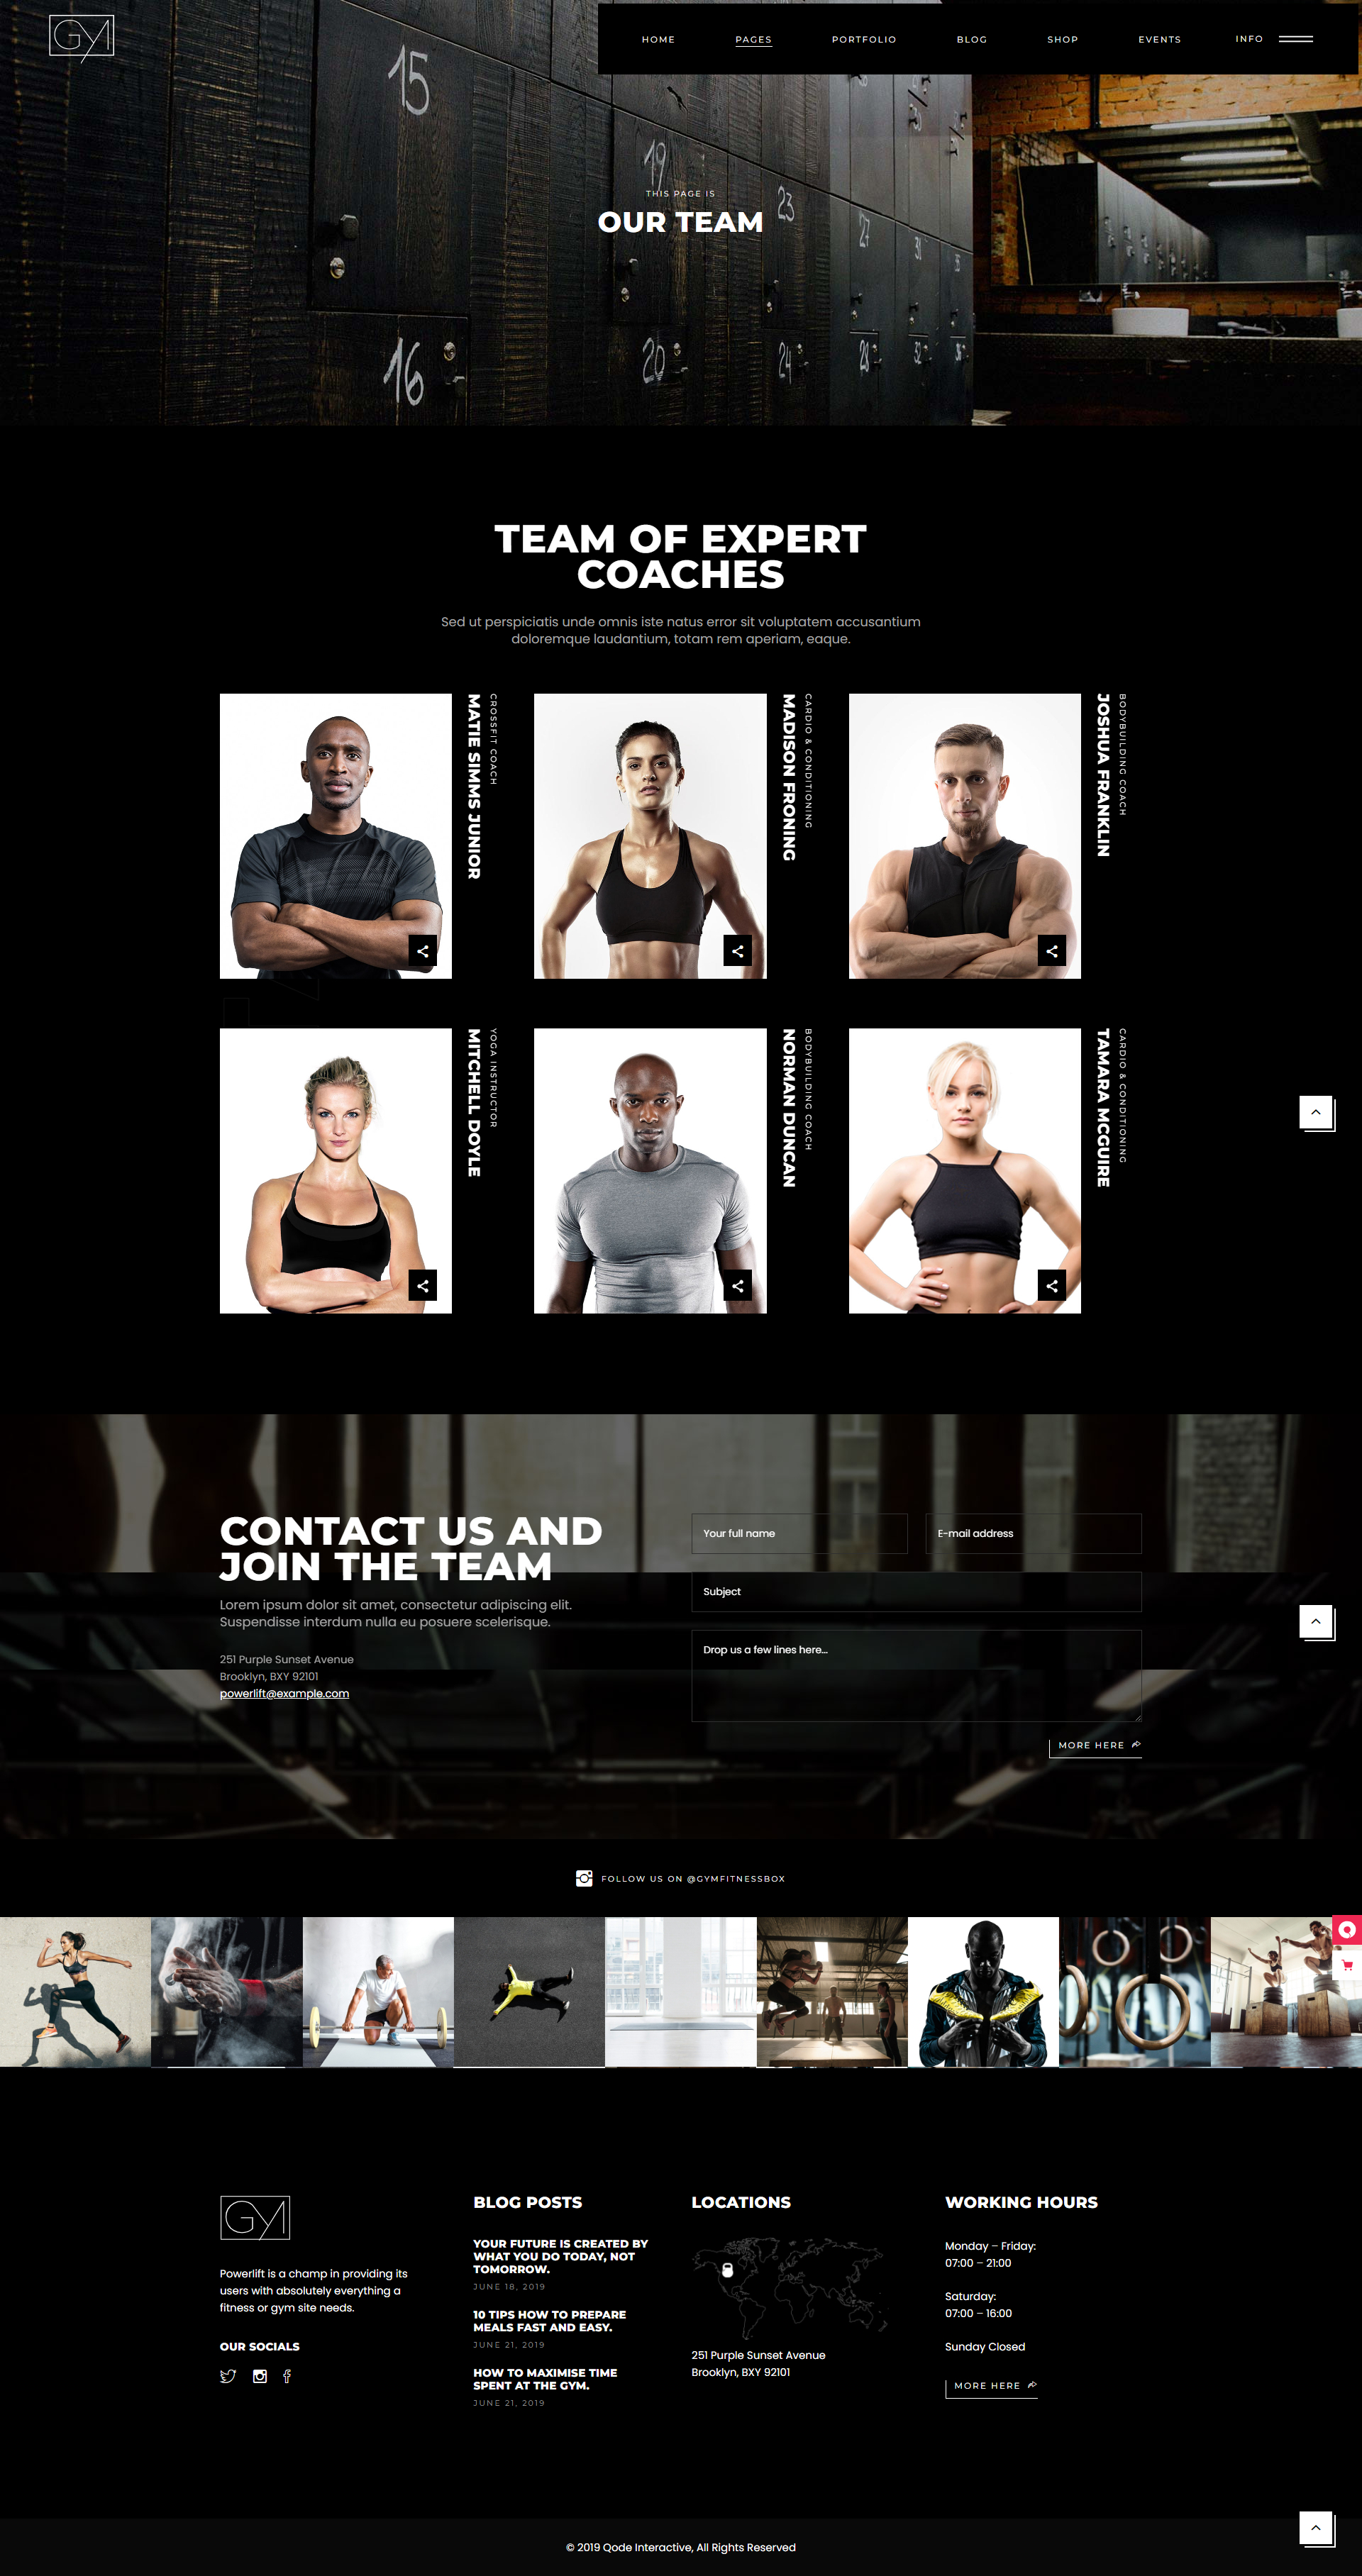 GYM
HOME
PAGES
PORTFOLIO
BLOG
SHOP
EVENTS
INFO
15
19
23
27
31
16
20
24
28
32
THIS PAGE IS
OUR TEAM
TEAM OF EXPERT
COACHES
Sed ut perspiciatis unde omnis iste natus error sit voluptatem accusantium
doloremque laudantium, totam rem aperiam, eaque.
MATIE SIMMS JUNIOR
CROSSFIT COACH
MADISON FRONING
CARDIO & CONDITIONING
JOSHUA FRANKLIN
BODYBUILDING COACH
MITCHELL DOYLE
YOGA INSTRUCTOR
NORMAN DUNCAN
BODYBUILDING COACH
TAMARA MCGUIRE
CARDIO & CONDITIONING
CONTACT US AND
JOIN THE TEAM
Lorem ipsum dolor sit amet, consectetur adipiscing elit.
Suspendisse interdum nulla eu posuere scelerisque.
251 Purple Sunset Avenue
Brooklyn, BXY 92101
powerlift@example.com
Your full name
E-mail address
Subject
Drop us a few lines here...
MORE HERE
FOLLOW US ON @GYMFITNESSBOX
GYM
Powerlift is a champ in providing its
users with absolutely everything a
fitness or gym site needs.
OUR SOCIALS
BLOG POSTS
YOUR FUTURE IS CREATED BY
WHAT YOU DO TODAY, NOT
TOMORROW.
JUNE 18, 2019
10 TIPS HOW TO PREPARE
MEALS FAST AND EASY.
JUNE 21, 2019
HOW TO MAXIMISE TIME
SPENT AT THE GYM.
JUNE 21, 2019
LOCATIONS
251 Purple Sunset Avenue
Brooklyn, BXY 92101
WORKING HOURS
Monday – Friday:
07:00 – 21:00
Saturday:
07:00 – 16:00
Sunday Closed
MORE HERE
© 2019 Qode Interactive, All Rights Reserved